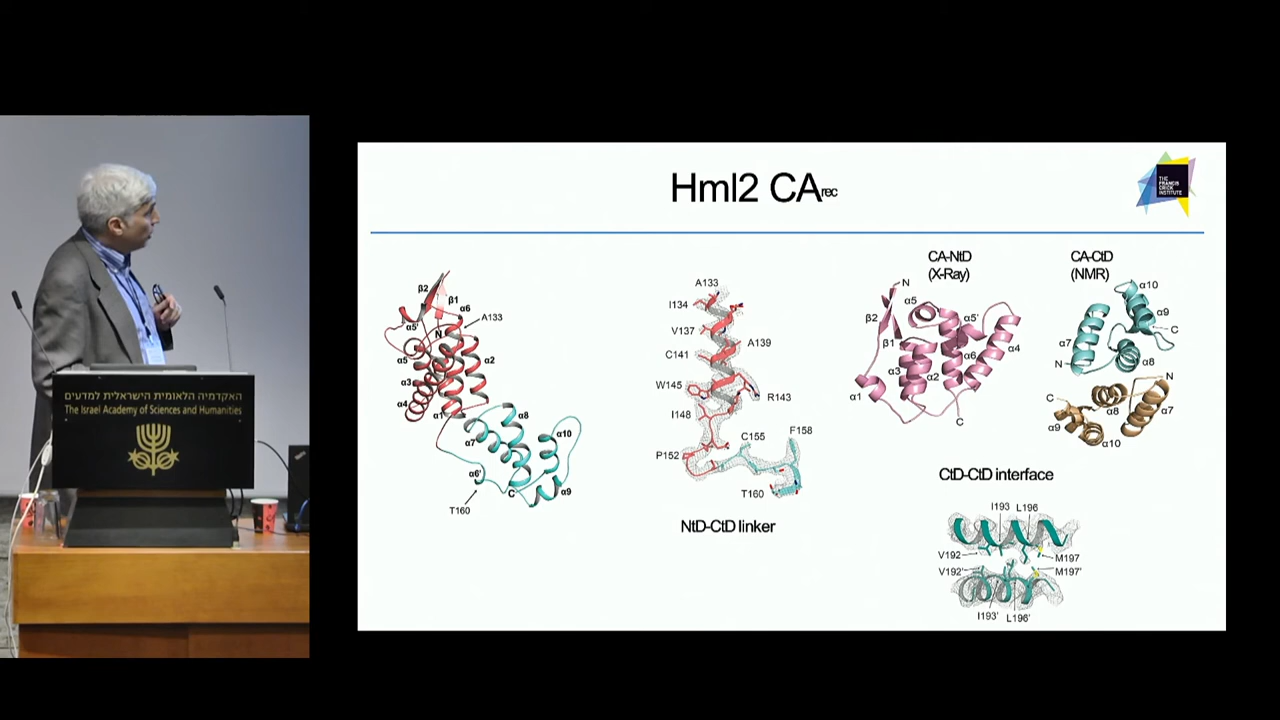 האקדמיה הלאומית הישראלית למדעים
The Israel Academy of Sciences and Humanities
Hml2 CArec
THE
FRANCIS
CRICK
INSTITUTE
β2
β1
α6
A133
α5'
N
α5
α2
α3
α4
α1
α8
α7
α10
α6'
C
α9
T160
A133
I134
V137
A139
C141
W145
R143
I148
C155
F158
P152
T160
NtD-CtD linker
CA-NtD
(X-Ray)
N
α5
β2
α5'
β1
α4
α6
α3
α2
α1
C
CA-CtD
(NMR)
α10
α9
C
α7
N
α8
N
C
α8
α7
α9
α10
CtD-CtD interface
I193 L196
V192
M197
V192'
M197'
I193' L196'